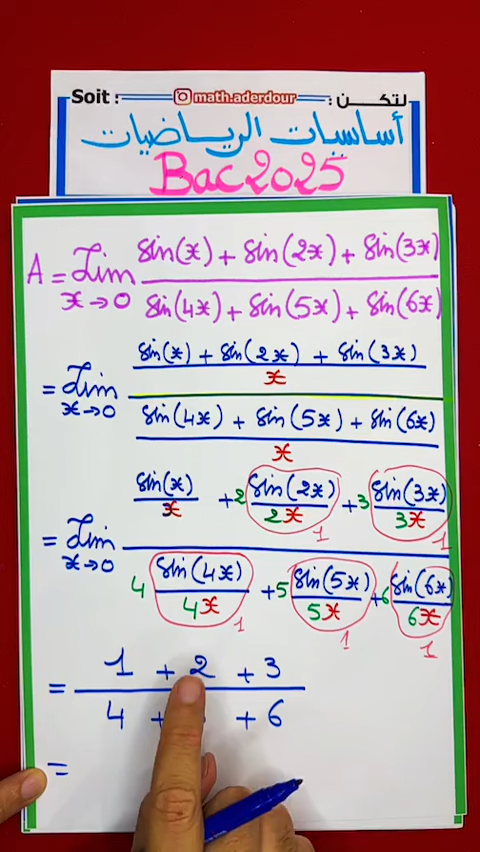 Soit : math.aderdour لتكن :
أساسيات الرياضيات
Bac 2025
A = Lim x→0 (sin(x) + sin(2x) + sin(3x)) / (sin(4x) + sin(5x) + sin(6x))
= Lim x→0 ((sin(x) + sin(2x) + sin(3x)) / x) / ((sin(4x) + sin(5x) + sin(6x)) / x)
= Lim x→0 (sin(x)/x + 2 sin(2x)/2x + 3 sin(3x)/3x) / (4 sin(4x)/4x + 5 sin(5x)/5x + 6 sin(6x)/6x)
1 1
1 1 1
= (1 + 2 + 3) / (4 + + 6)
=